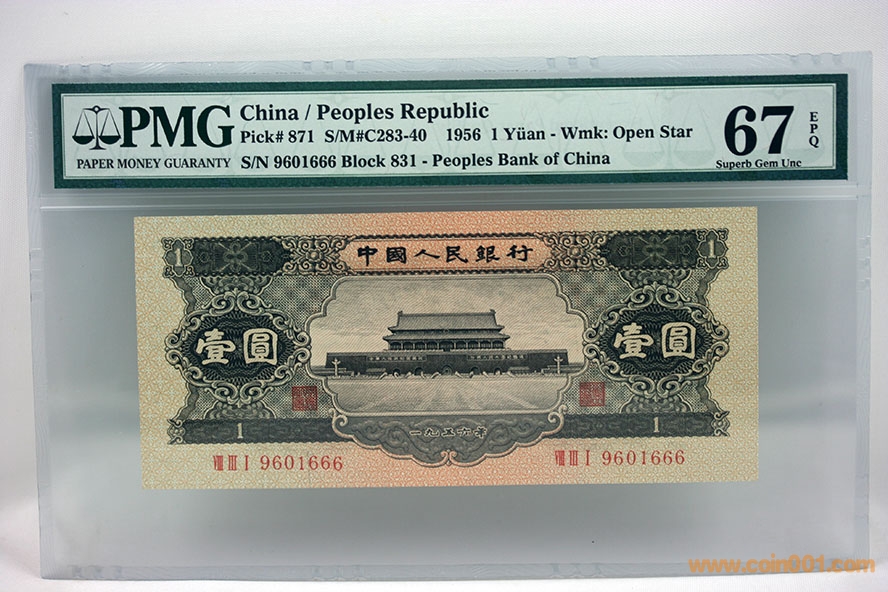 PMG
PAPER MONEY GUARANTY
China / Peoples Republic
Pick# 871 S/M#C283-40 1956 1 Yüan - Wmk: Open Star
S/N 9601666 Block 831 - Peoples Bank of China
67
EPQ
Superb Gem Unc
1 中國人民銀行 1
壹圓 壹圓
1 一九五六年 1
VIII III I 9601666 VIII III I 9601666
www.coin001.com